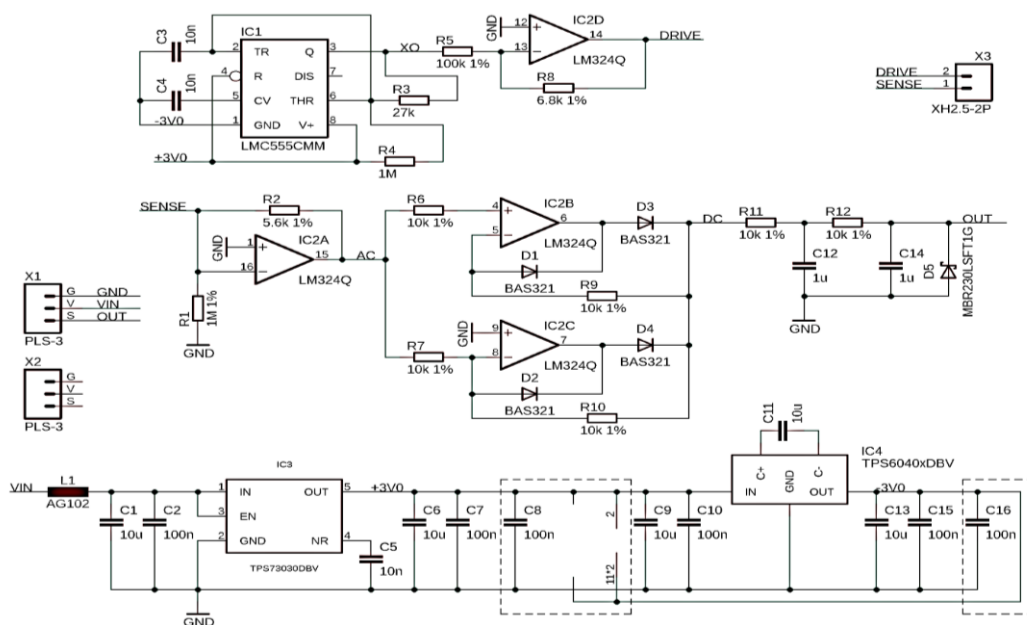 C3
10n
C4
10n
-3V0
+3V0
IC1
2 TR Q 3
4 R DIS 7
5 CV THR 6
1 GND V+ 8
LMC555CMM
XO
R5
100k 1%
R3
27k
R4
1M
GND
12
13
IC2D
14
DRIVE
LM324Q
R8
6.8k 1%
X3
DRIVE 2
SENSE 1
XH2.5-2P
SENSE
R2
5.6k 1%
GND
1
16
IC2A
15
LM324Q
AC
R1
1M 1%
GND
R6
10k 1%
4
5
IC2B
6
LM324Q
D1
BAS321
D3
BAS321
R9
10k 1%
DC
R11
10k 1%
R12
10k 1%
OUT
C12
1u
C14
1u
D5
MBR230LSFT1G
GND
X1
G GND
V VIN
S OUT
PLS-3
X2
G
V
S
PLS-3
R7
10k 1%
GND
9
8
IC2C
7
LM324Q
D2
BAS321
D4
BAS321
R10
10k 1%
C11
10u
IC4
TPS6040xDBV
C+ GND C-
IN OUT
-3V0
VIN
L1
AG102
C1
10u
C2
100n
IC3
1 IN OUT 5
3 EN
2 GND NR 4
TPS73030DBV
+3V0
C5
10n
GND
C6
10u
C7
100n
C8
100n
2
11*2
C9
10u
C10
100n
C13
10u
C15
100n
C16
100n